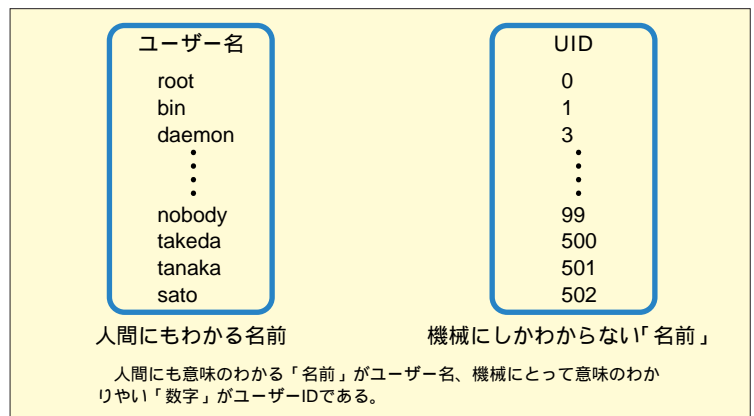 ユーザー名
root
bin
daemon
nobody
takeda
tanaka
sato
人間にもわかる名前
UID
0
1
3
99
500
501
502
機械にしかわからない「名前」
人間にも意味のわかる「名前」がユーザー名、機械にとって意味のわか
りやい「数字」がユーザーIDである。